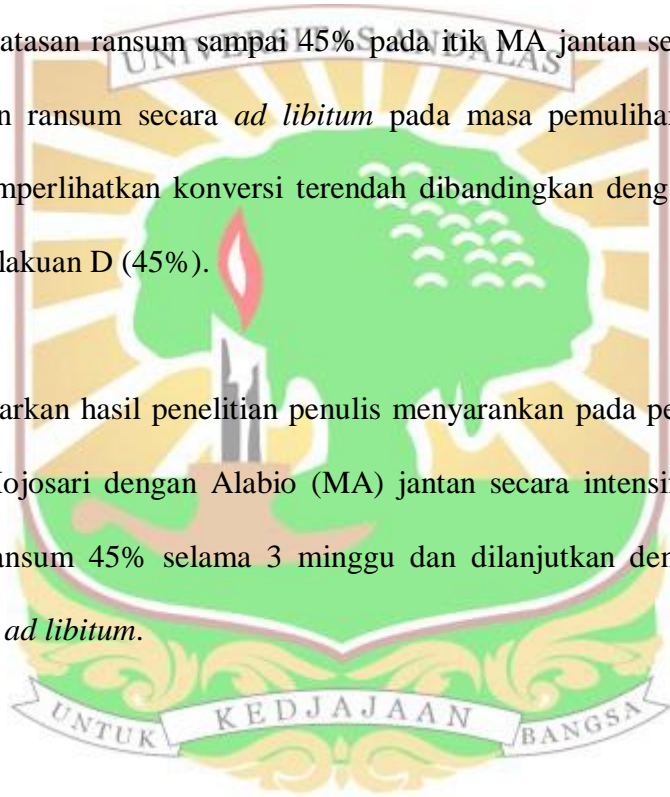 UNIVERSITAS ANDALAS
atasan ransum sampai 45% pada itik MA jantan se
n ransum secara ad libitum pada masa pemulihan
mperlihatkan konversi terendah dibandingkan deng
lakuan D (45%).
arkan hasil penelitian penulis menyarankan pada pe
Mojosari dengan Alabio (MA) jantan secara intensi
ansum 45% selama 3 minggu dan dilanjutkan den
ad libitum.
UNTUK KEDJAJAAN BANGSA